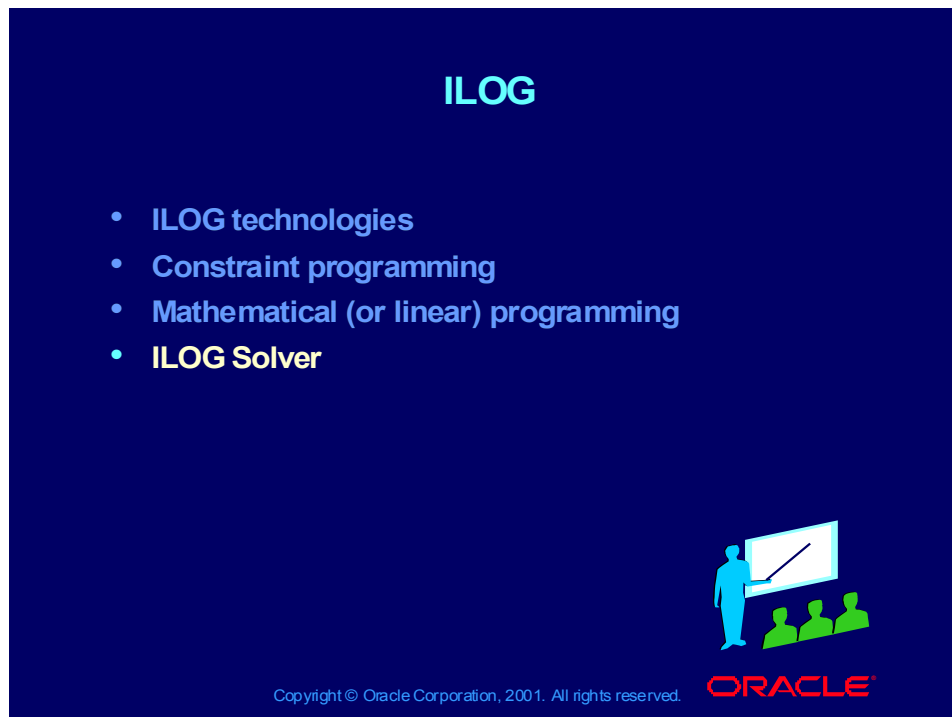 ILOG
• ILOG technologies
• Constraint programming
• Mathematical (or linear) programming
• ILOG Solver
Copyright © Oracle Corporation, 2001. All rights reserved.
ORACLE®